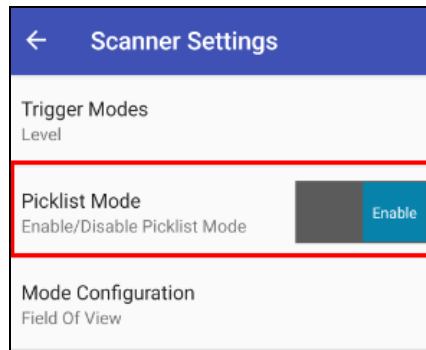 Scanner Settings
Trigger Modes
Level
Picklist Mode
Enable/Disable Picklist Mode
Enable
Mode Configuration
Field Of View